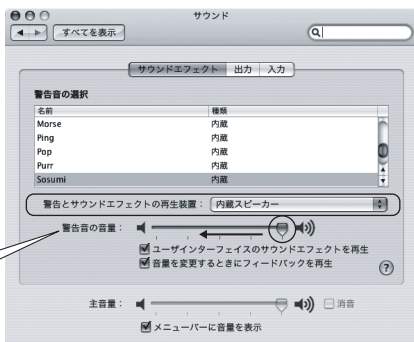 サウンド
すべてを表示
サウンドエフェクト 出力 入力
警告音の選択
名前 種類
Morse 内蔵
Ping 内蔵
Pop 内蔵
Purr 内蔵
Sosumi 内蔵
警告とサウンドエフェクトの再生装置： 内蔵スピーカー
警告音の音量：
ユーザインターフェイスのサウンドエフェクトを再生
音量を変更するときにフィードバックを再生
?
主音量： 消音
メニューバーに音量を表示